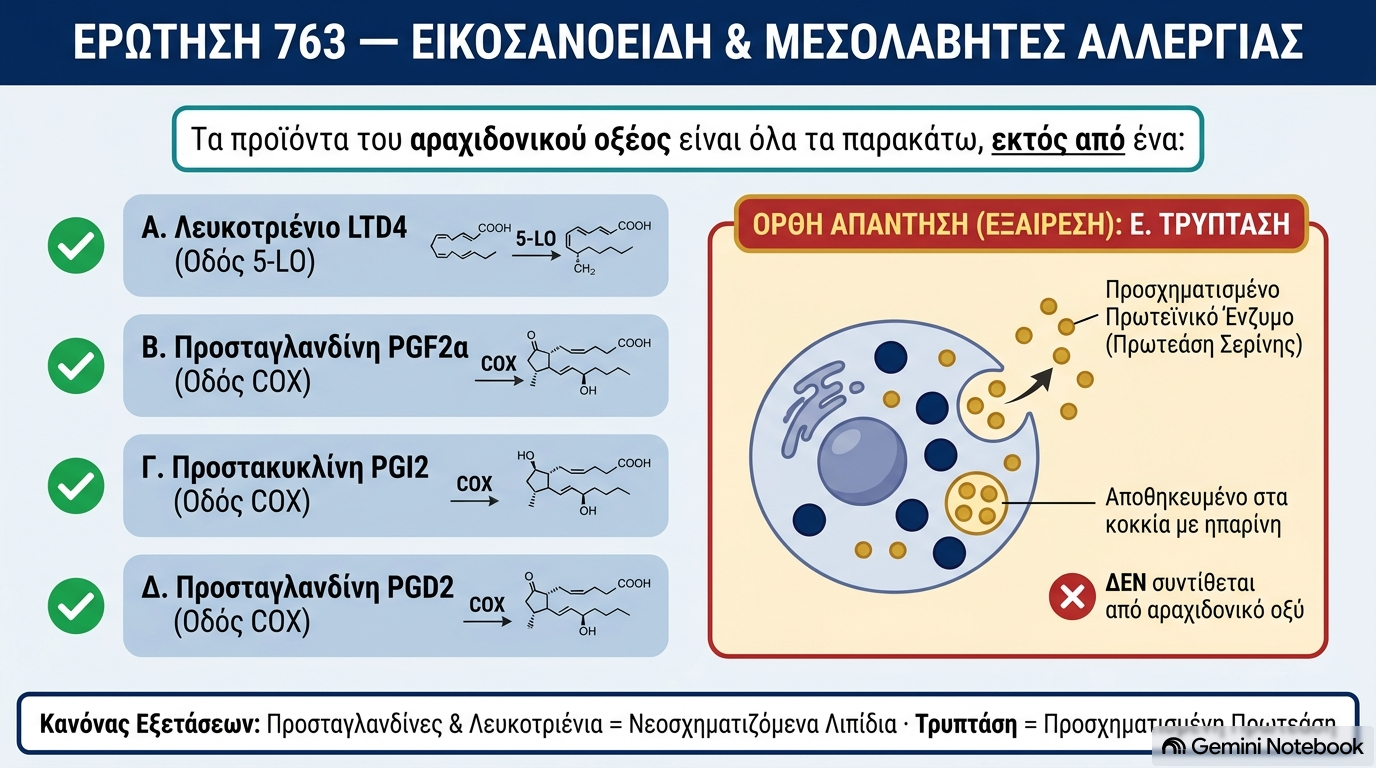 ΕΡΩΤΗΣΗ 763 — ΕΙΚΟΣΑΝΟΕΙΔΗ & ΜΕΣΟΛΑΒΗΤΕΣ ΑΛΛΕΡΓΙΑΣ
Τα προϊόντα του αραχιδονικού οξέος είναι όλα τα παρακάτω, εκτός από ένα:
Α. Λευκοτριένιο LTD4
(Οδός 5-LO)
COOH
5-LO
COOH
CH₂
Β. Προσταγλανδίνη PGF2α
(Οδός COX)
COX
O
COOH
OH
Γ. Προστακυκλίνη PGI2
(Οδός COX)
COX
HO
COOH
OH
Δ. Προσταγλανδίνη PGD2
(Οδός COX)
COX
O
COOH
OH
ΟΡΘΗ ΑΠΑΝΤΗΣΗ (ΕΞΑΙΡΕΣΗ): Ε. ΤΡΥΠΤΑΣΗ
Προσχηματισμένο
Πρωτεϊνικό Ένζυμο
(Πρωτεάση Σερίνης)
Αποθηκευμένο στα
κοκκία με ηπαρίνη
ΔΕΝ συντίθεται
από αραχιδονικό οξύ
Κανόνας Εξετάσεων: Προσταγλανδίνες & Λευκοτριένια = Νεοσχηματιζόμενα Λιπίδια · Τρυπτάση = Προσχηματισμένη Πρωτεάση
Gemini Notebook